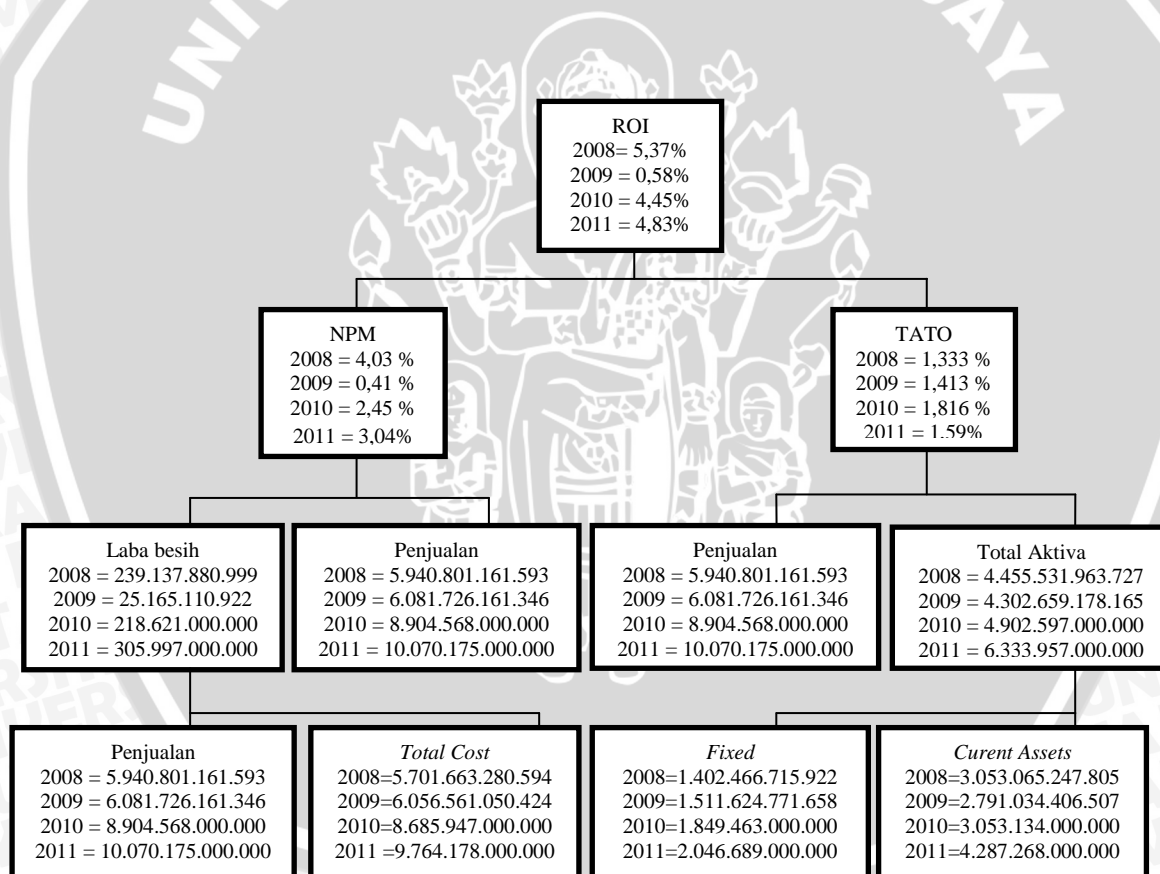 UNI
JAYA
ROI
2008= 5,37%
2009 = 0,58%
2010 = 4,45%
2011 = 4,83%
NPM
2008 = 4,03 %
2009 = 0,41 %
2010 = 2,45 %
2011 = 3,04%
TATO
2008 = 1,333 %
2009 = 1,413 %
2010 = 1,816 %
2011 = 1.59%
Laba besih
2008 = 239.137.880.999
2009 = 25.165.110.922
2010 = 218.621.000.000
2011 = 305.997.000.000
Penjualan
2008 = 5.940.801.161.593
2009 = 6.081.726.161.346
2010 = 8.904.568.000.000
2011 = 10.070.175.000.000
Penjualan
2008 = 5.940.801.161.593
2009 = 6.081.726.161.346
2010 = 8.904.568.000.000
2011 = 10.070.175.000.000
Total Aktiva
2008 = 4.455.531.963.727
2009 = 4.302.659.178.165
2010 = 4.902.597.000.000
2011 = 6.333.957.000.000
Penjualan
2008 = 5.940.801.161.593
2009 = 6.081.726.161.346
2010 = 8.904.568.000.000
2011 = 10.070.175.000.000
Total Cost
2008=5.701.663.280.594
2009=6.056.561.050.424
2010=8.685.947.000.000
2011 =9.764.178.000.000
Fixed
2008=1.402.466.715.922
2009=1.511.624.771.658
2010=1.849.463.000.000
2011=2.046.689.000.000
Curent Assets
2008=3.053.065.247.805
2009=2.791.034.406.507
2010=3.053.134.000.000
2011=4.287.268.000.000